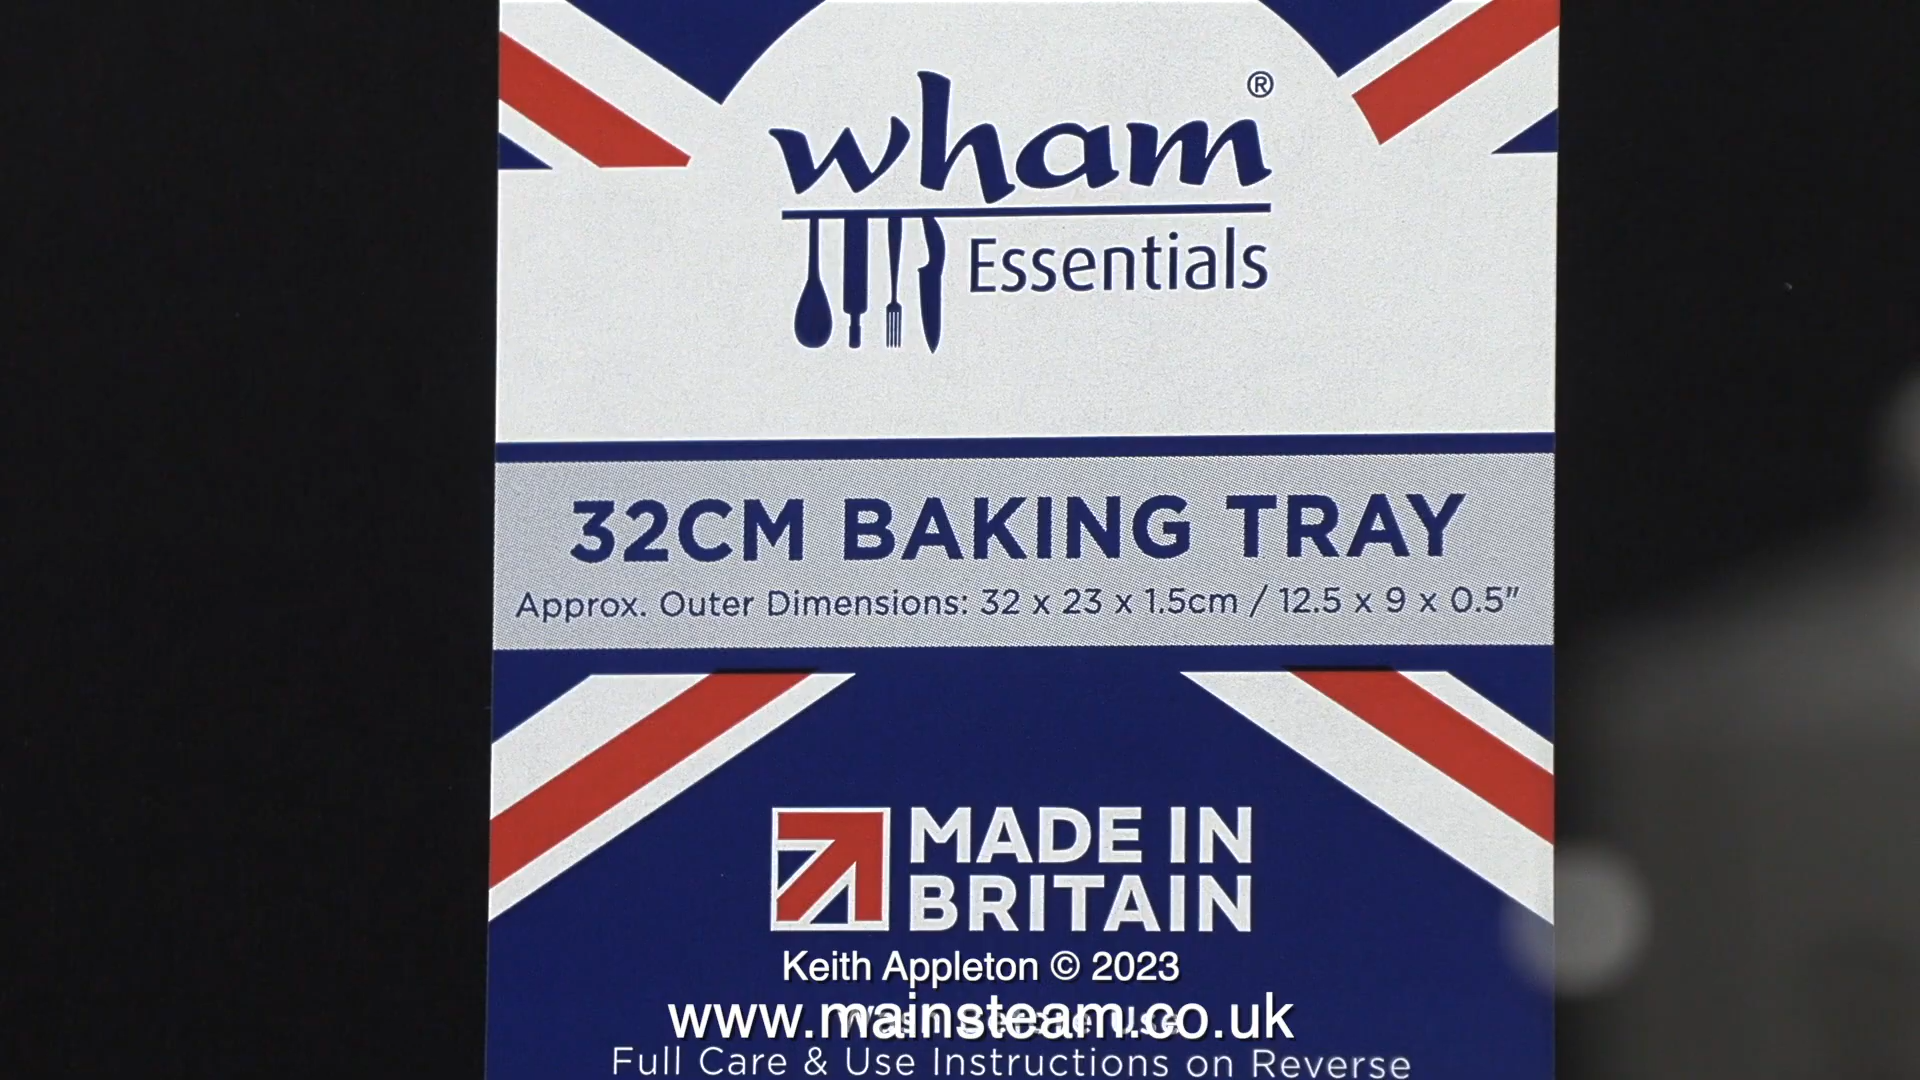 wham®
Essentials
32CM BAKING TRAY
Approx. Outer Dimensions: 32 x 23 x 1.5cm / 12.5 x 9 x 0.5"
MADE IN
BRITAIN
Keith Appleton © 2023
www.mainsteam.co.uk
Full Care & Use Instructions on Reverse